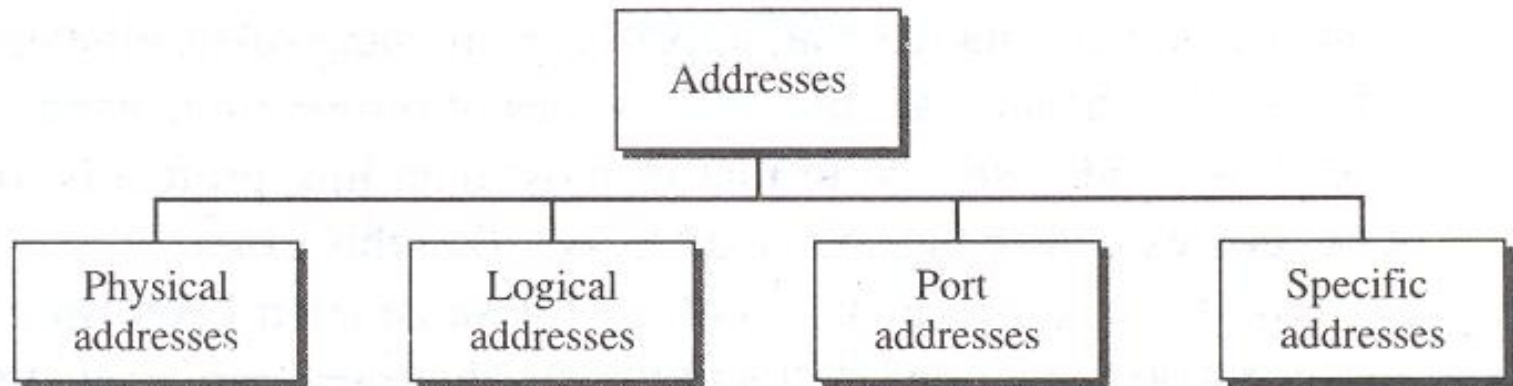 Addresses
Physical
addresses
Logical
addresses
Port
addresses
Specific
addresses